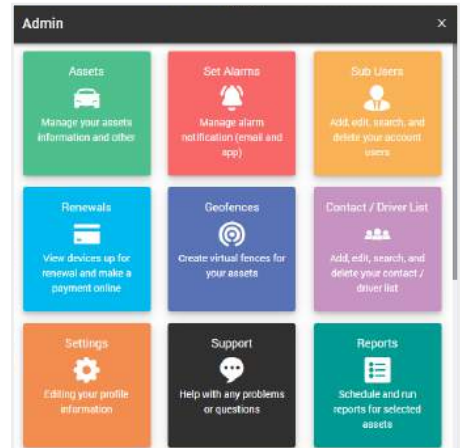 Admin
x
Assets
Manage your assets
information and other
Set Alarms
Manage alarm
notification (email and
app)
Sub Users
Add, edit, search, and
delete your account
users
Renewals
View devices up for
renewal and make a
payment online
Geofences
Create virtual fences for
your assets
Contact / Driver List
Add, edit, search, and
delete your contact /
driver list
Settings
Editing your profile
information
Support
Help with any problems
or questions
Reports
Schedule and run
reports for selected
assets